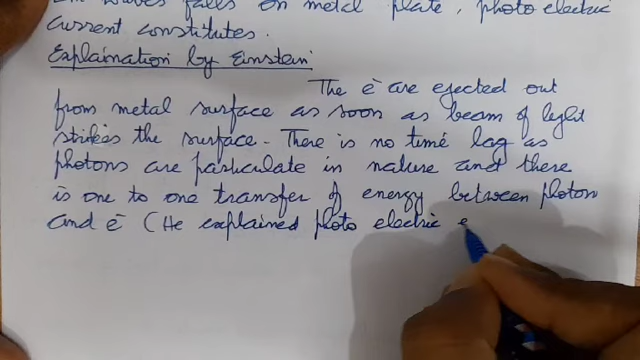 falls on metal plate, photo electric
current constitutes.
Explaination by Einstein
The ē are ejected out
from metal surface as soon as beam of light
strikes the surface. There is no time lag as
photons are particulate in nature and there
is one to one transfer of energy between photon
and ē (He explained photo electric e